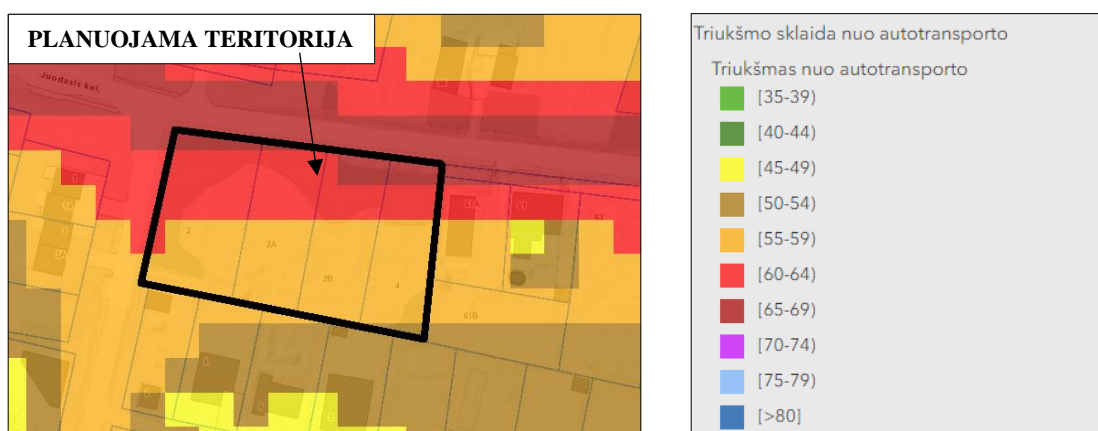 PLANUOJAMA TERITORIJA
Juodasis kel.
2
2A
2B
4
61A
61
63
61B
Triukšmo sklaida nuo autotransporto
Triukšmas nuo autotransporto
[35-39)
[40-44)
[45-49)
[50-54)
[55-59)
[60-64)
[65-69)
[70-74)
[75-79)
[>80]